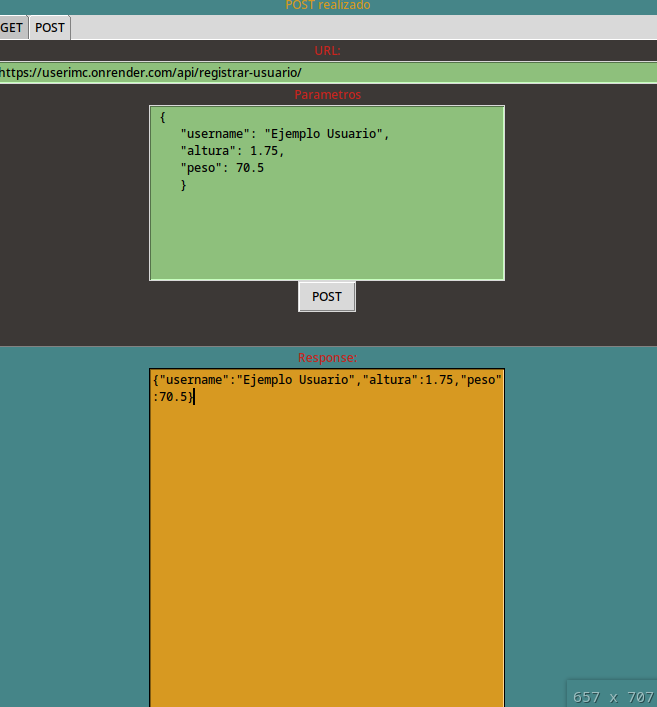 POST realizado
GET POST
URL:
https://userimc.onrender.com/api/registrar-usuario/
Parametros
{
"username": "Ejemplo Usuario",
"altura": 1.75,
"peso": 70.5
}
POST
Response:
{"username":"Ejemplo Usuario","altura":1.75,"peso"
:70.5}
657 x 707